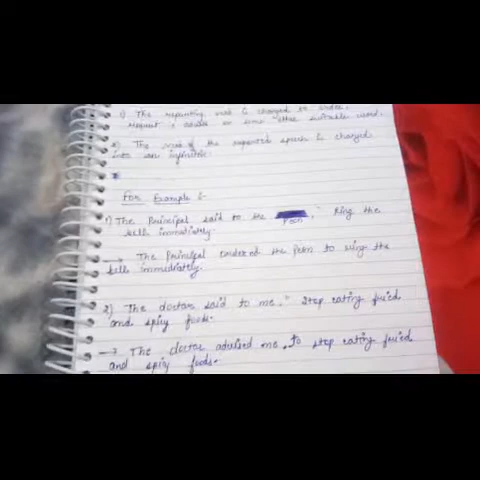 1) The reporting verb is changed to order,
request, advise or some other suitable word.
2) The verb of the reported speech is changed
into an infinitive.
For Example :-
1) The Principal said to the Peon, " Ring the
bells immediately.
→ The Principal ordered the Peon to ring the
bells immediately.
2) The doctor said to me, " Stop eating fried
and spicy foods.
→ The doctor advised me, to stop eating fried
and spicy foods.